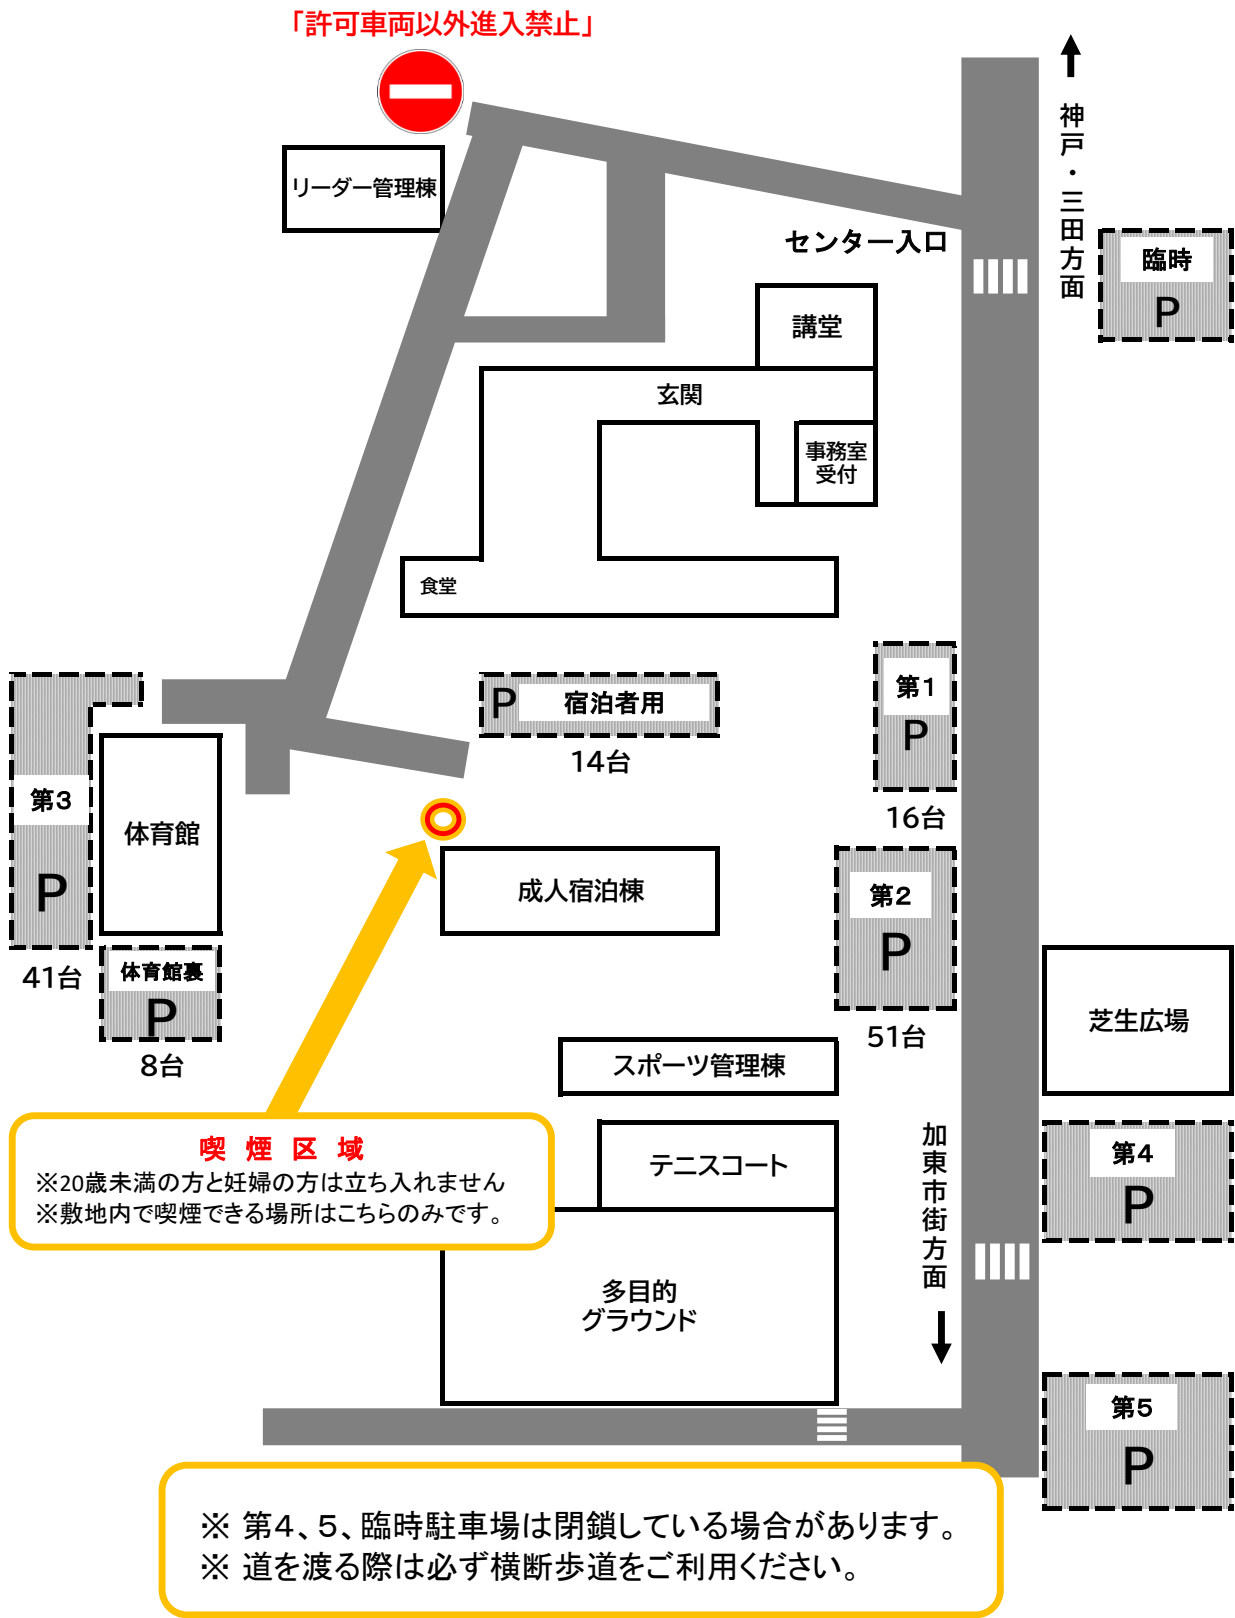 「許可車両以外進入禁止」
神戸・三田方面
リーダー管理棟
センター入口
臨時
P
講堂
玄関
事務室
受付
食堂
P 宿泊者用
14台
第1
P
16台
第3
P
41台
体育館
体育館裏
P
8台
成人宿泊棟
第2
P
51台
芝生広場
スポーツ管理棟
喫煙区域
※20歳未満の方と妊婦の方は立ち入れません
※敷地内で喫煙できる場所はこちらのみです。
テニスコート
加東市街方面
第4
P
多目的
グラウンド
第5
P
※ 第4、5、臨時駐車場は閉鎖している場合があります。
※ 道を渡る際は必ず横断歩道をご利用ください。